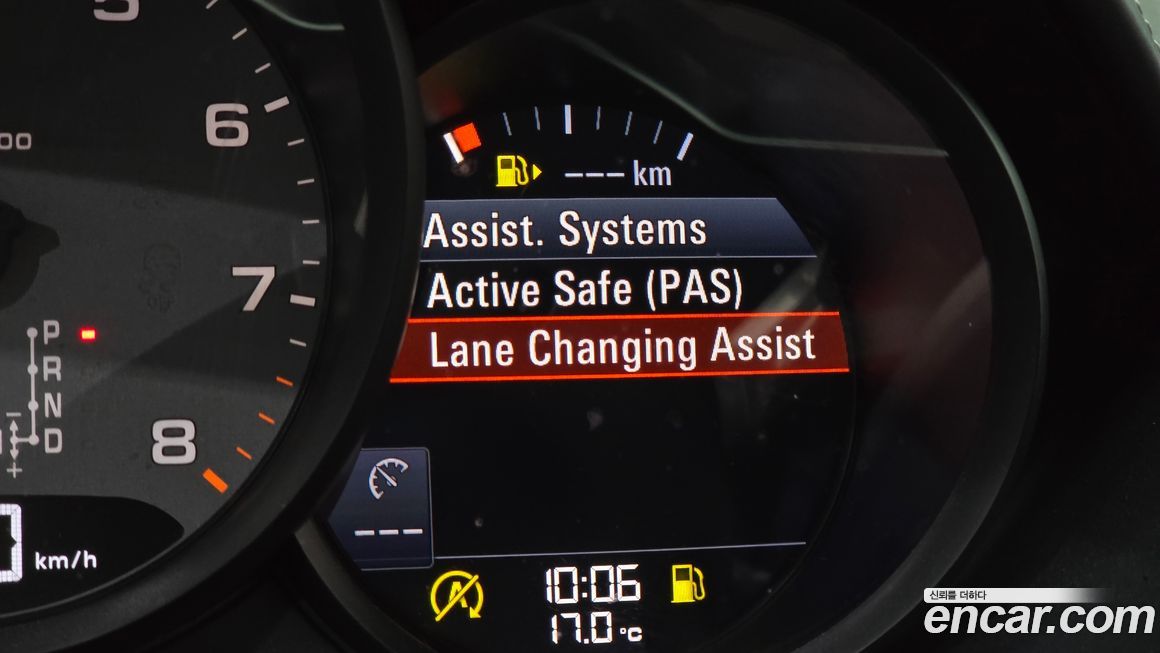 5
6
00
7
P
R
N
D
8
km/h
--- km
Assist. Systems
Active Safe (PAS)
Lane Changing Assist
---
A
10:06
17.0 °C
신뢰를 더하다
encar.com